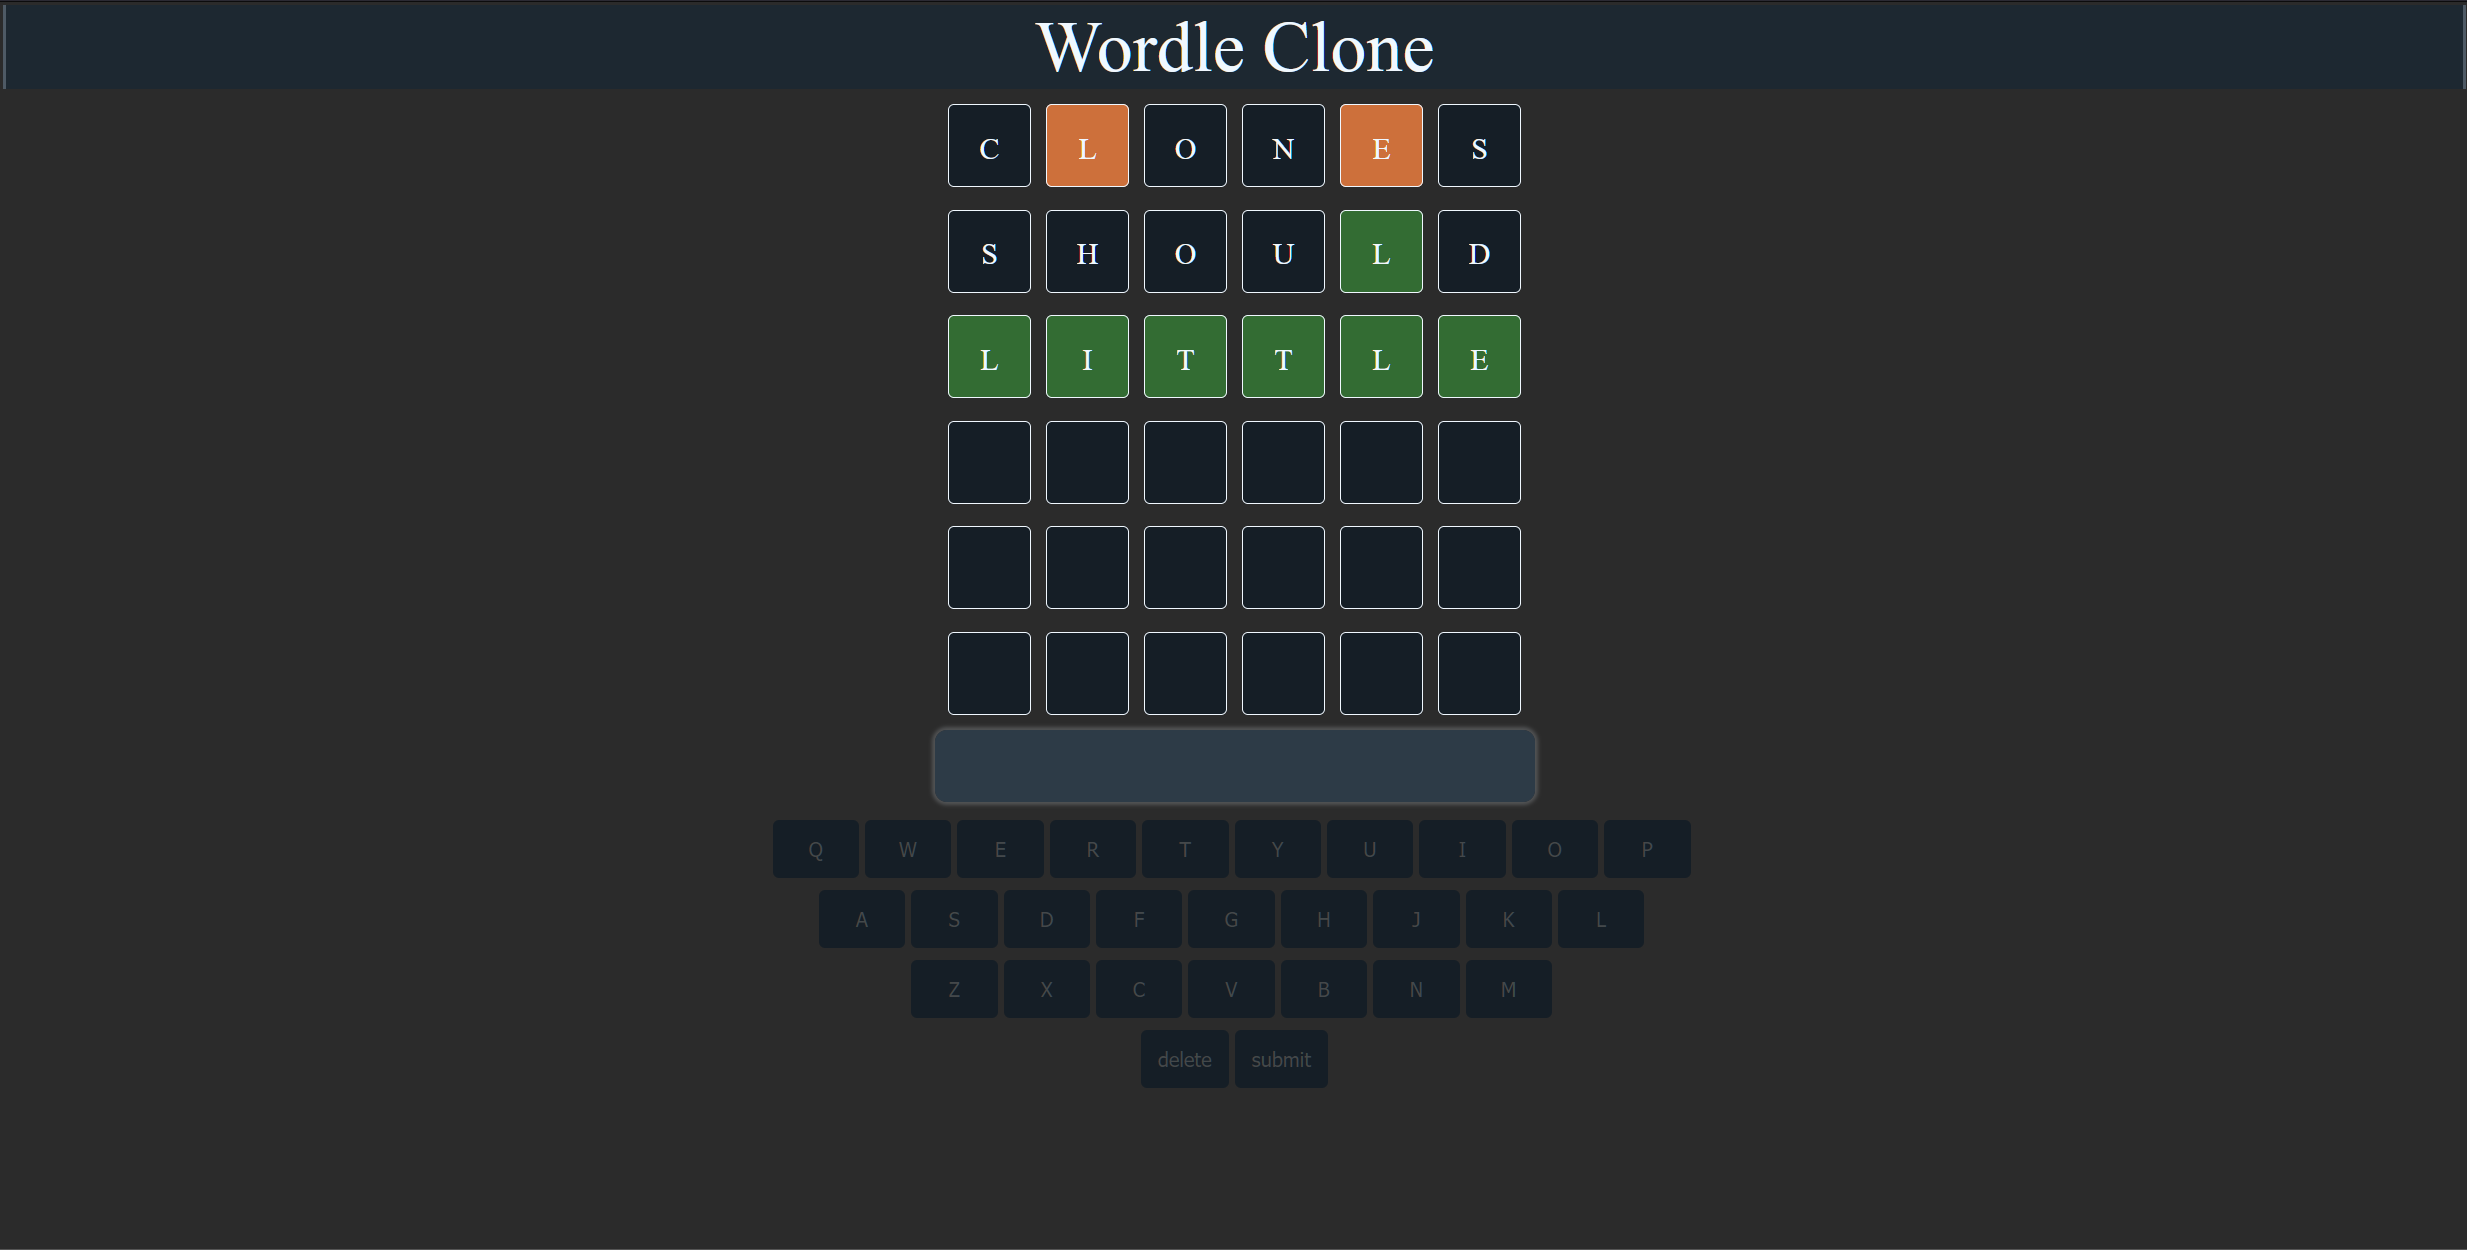 Wordle Clone
C L O N E S
S H O U L D
L I T T L E
Q W E R T Y U I O P
A S D F G H J K L
Z X C V B N M
delete submit